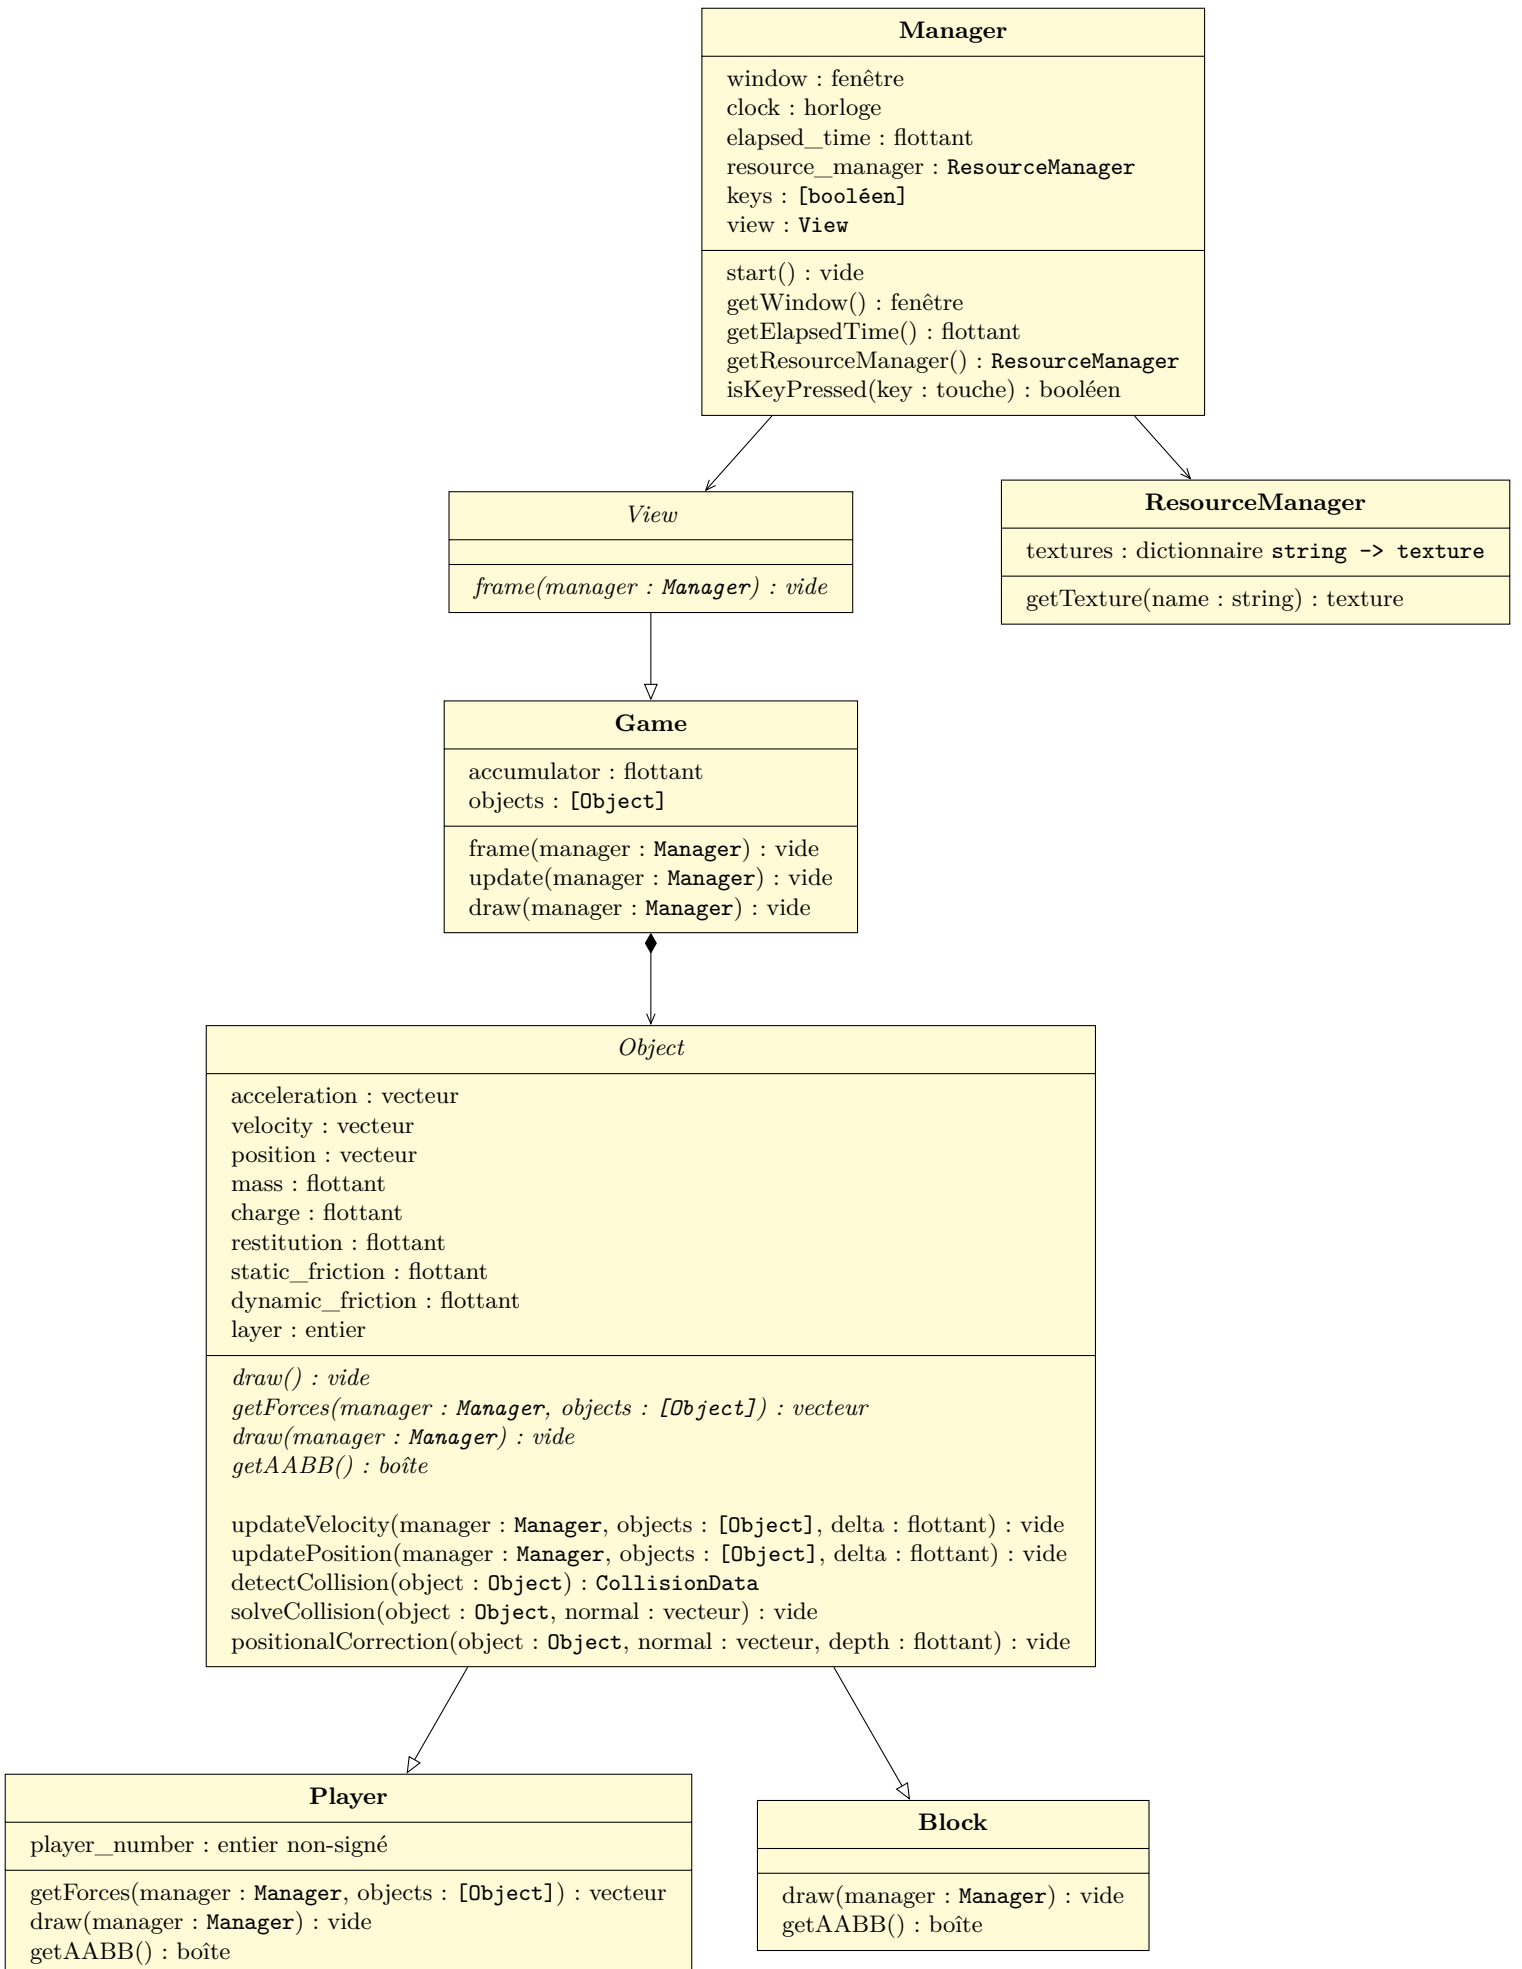 Manager
window : fenêtre
clock : horloge
elapsed_time : flottant
resource_manager : ResourceManager
keys : [booléen]
view : View
start() : vide
getWindow() : fenêtre
getElapsedTime() : flottant
getResourceManager() : ResourceManager
isKeyPressed(key : touche) : booléen
View
frame(manager : Manager) : vide
ResourceManager
textures : dictionnaire string -> texture
getTexture(name : string) : texture
Game
accumulator : flottant
objects : [Object]
frame(manager : Manager) : vide
update(manager : Manager) : vide
draw(manager : Manager) : vide
Object
acceleration : vecteur
velocity : vecteur
position : vecteur
mass : flottant
charge : flottant
restitution : flottant
static_friction : flottant
dynamic_friction : flottant
layer : entier
draw() : vide
getForces(manager : Manager, objects : [Object]) : vecteur
draw(manager : Manager) : vide
getAABB() : boîte
updateVelocity(manager : Manager, objects : [Object], delta : flottant) : vide
updatePosition(manager : Manager, objects : [Object], delta : flottant) : vide
detectCollision(object : Object) : CollisionData
solveCollision(object : Object, normal : vecteur) : vide
positionalCorrection(object : Object, normal : vecteur, depth : flottant) : vide
Player
player_number : entier non-signé
getForces(manager : Manager, objects : [Object]) : vecteur
draw(manager : Manager) : vide
getAABB() : boîte
Block
draw(manager : Manager) : vide
getAABB() : boîte